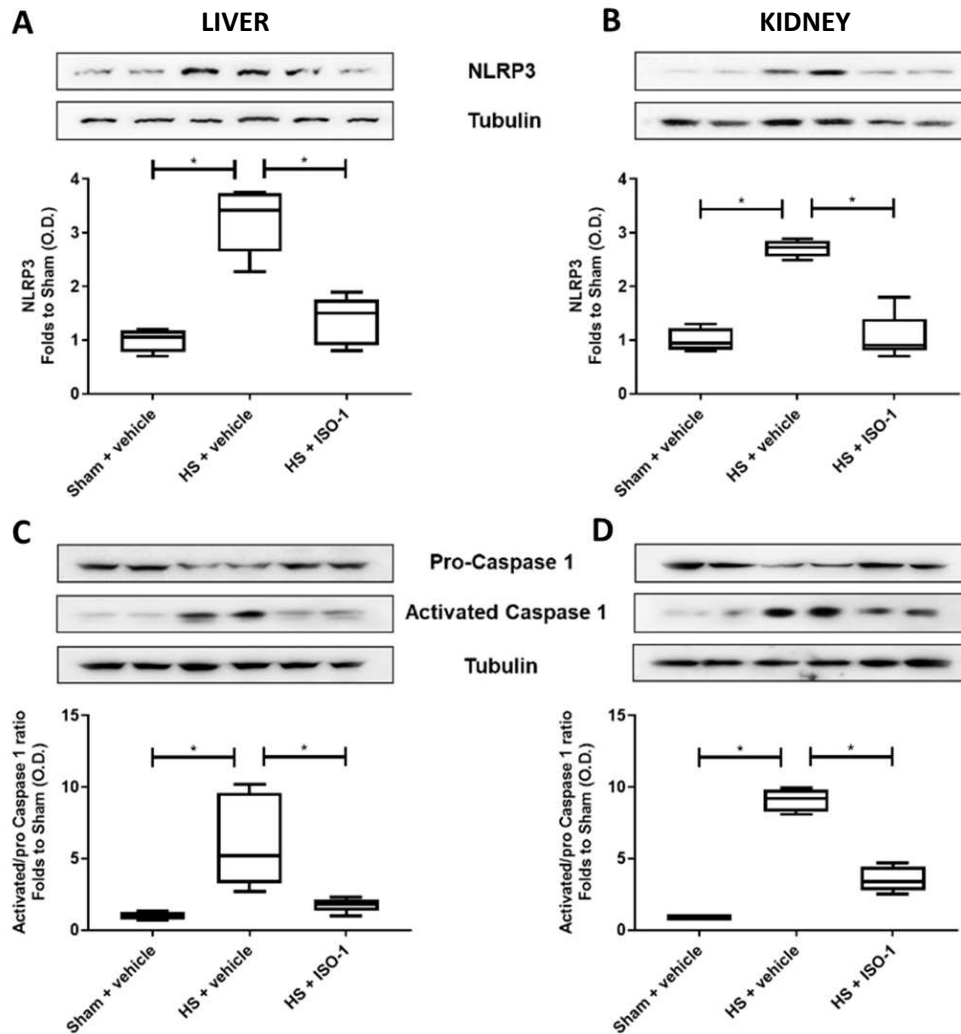 A LIVER
B KIDNEY
NLRP3
Tubulin
NLRP3
Folds to Sham (O.D.)
4
3
2
1
0
* *
Sham + vehicle
HS + vehicle
HS + ISO-1
NLRP3
Folds to Sham (O.D.)
4
3
2
1
0
* *
Sham + vehicle
HS + vehicle
HS + ISO-1
C
D
Pro-Caspase 1
Activated Caspase 1
Tubulin
Activated/pro Caspase 1 ratio
Folds to Sham (O.D.)
15
10
5
0
* *
Sham + vehicle
HS + vehicle
HS + ISO-1
Activated/pro Caspase 1 ratio
Folds to Sham (O.D.)
15
10
5
0
* *
Sham + vehicle
HS + vehicle
HS + ISO-1